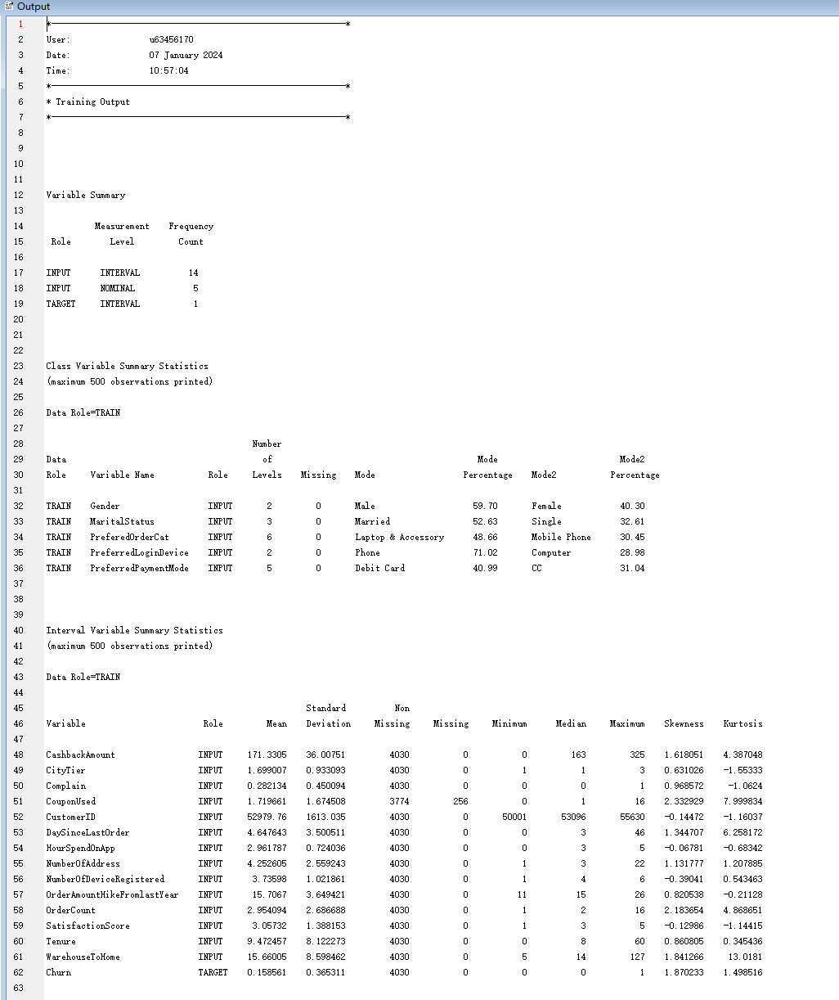 Output
1 *------------------------------------------------------------*
2 User: u63456170
3 Date: 07 January 2024
4 Time: 10:57:04
5 *------------------------------------------------------------*
6 * Training Output
7 *------------------------------------------------------------*
8
9
10
11
12 Variable Summary
13
14 Measurement Frequency
15 Role Level Count
16
17 INPUT INTERVAL 14
18 INPUT NOMINAL 5
19 TARGET INTERVAL 1
20
21
22
23 Class Variable Summary Statistics
24 (maximum 500 observations printed)
25
26 Data Role=TRAIN
27
28 Number
29 Data of Mode Mode2
30 Role Variable Name Role Levels Missing Mode Percentage Mode2 Percentage
31
32 TRAIN Gender INPUT 2 0 Male 59.70 Female 40.30
33 TRAIN MaritalStatus INPUT 3 0 Married 52.63 Single 32.61
34 TRAIN PreferedOrderCat INPUT 6 0 Laptop & Accessory 48.66 Mobile Phone 30.45
35 TRAIN PreferredLoginDevice INPUT 2 0 Phone 71.02 Computer 28.98
36 TRAIN PreferredPaymentMode INPUT 5 0 Debit Card 40.99 CC 31.04
37
38
39
40 Interval Variable Summary Statistics
41 (maximum 500 observations printed)
42
43 Data Role=TRAIN
44
45 Standard Non
46 Variable Role Mean Deviation Missing Missing Minimum Median Maximum Skewness Kurtosis
47
48 CashbackAmount INPUT 171.3305 36.00751 4030 0 0 163 325 1.618051 4.387048
49 CityTier INPUT 1.699007 0.933093 4030 0 1 1 3 0.631026 -1.55333
50 Complain INPUT 0.282134 0.450094 4030 0 0 0 1 0.968572 -1.0624
51 CouponUsed INPUT 1.719661 1.674508 3774 256 0 1 16 2.332929 7.999834
52 CustomerID INPUT 52979.76 1613.035 4030 0 50001 53096 55630 -0.14472 -1.16037
53 DaySinceLastOrder INPUT 4.647643 3.500511 4030 0 0 3 46 1.344707 6.258172
54 HourSpendOnApp INPUT 2.961787 0.724036 4030 0 0 3 5 -0.06781 -0.68342
55 NumberOfAddress INPUT 4.252605 2.559243 4030 0 1 3 22 1.131777 1.207885
56 NumberOfDeviceRegistered INPUT 3.73598 1.021861 4030 0 1 4 6 -0.39041 0.543463
57 OrderAmountHikeFromlastYear INPUT 15.7067 3.649421 4030 0 11 15 26 0.820538 -0.21128
58 OrderCount INPUT 2.954094 2.686688 4030 0 1 2 16 2.183654 4.868651
59 SatisfactionScore INPUT 3.05732 1.388153 4030 0 1 3 5 -0.12986 -1.14415
60 Tenure INPUT 9.472457 8.122273 4030 0 0 8 60 0.860805 0.345436
61 WarehouseToHome INPUT 15.66005 8.598462 4030 0 5 14 127 1.841266 13.0181
62 Churn TARGET 0.158561 0.365311 4030 0 0 0 1 1.870233 1.498516
63